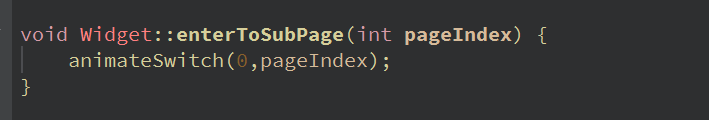 void Widget::enterToSubPage(int pageIndex) {
    animateSwitch(0,pageIndex);
}